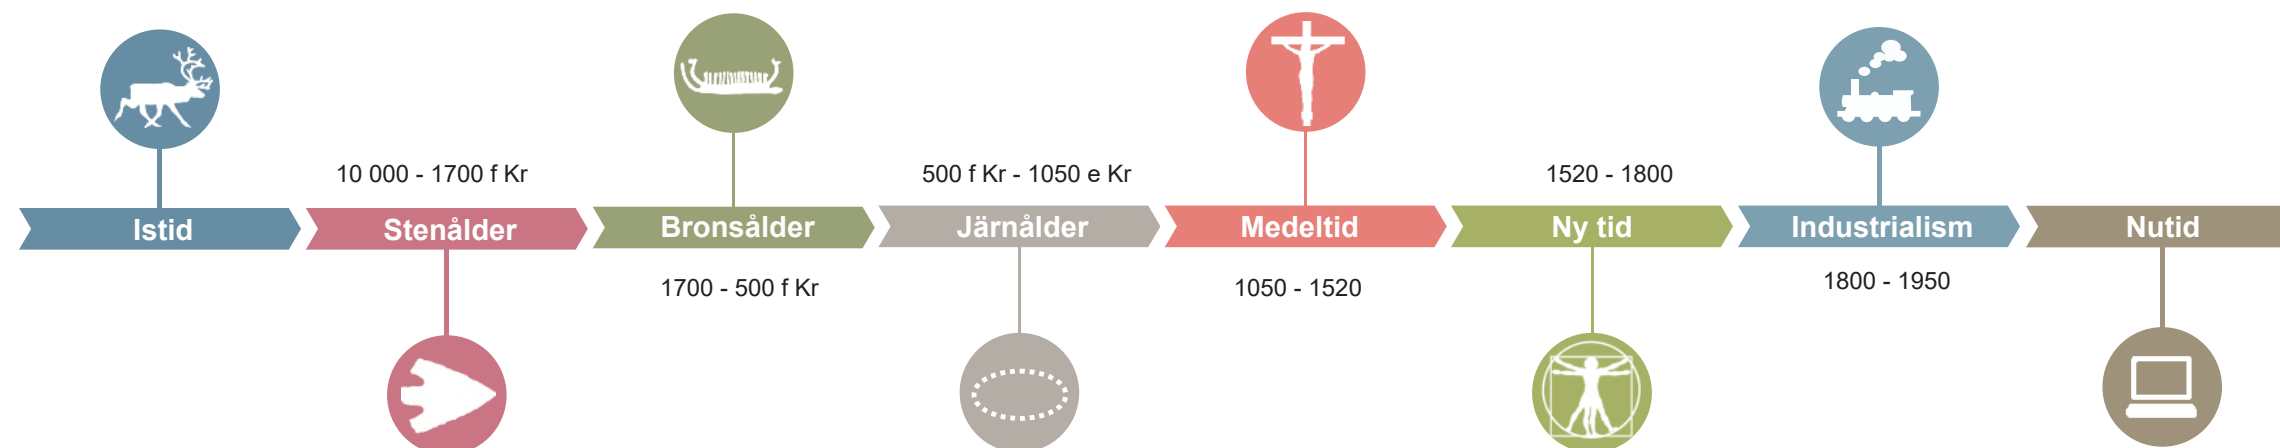 10 000 - 1700 f Kr
500 f Kr - 1050 e Kr
1520 - 1800
Istid
Stenålder
Bronsålder
Järnålder
Medeltid
Ny tid
Industrialism
Nutid
1700 - 500 f Kr
1050 - 1520
1800 - 1950